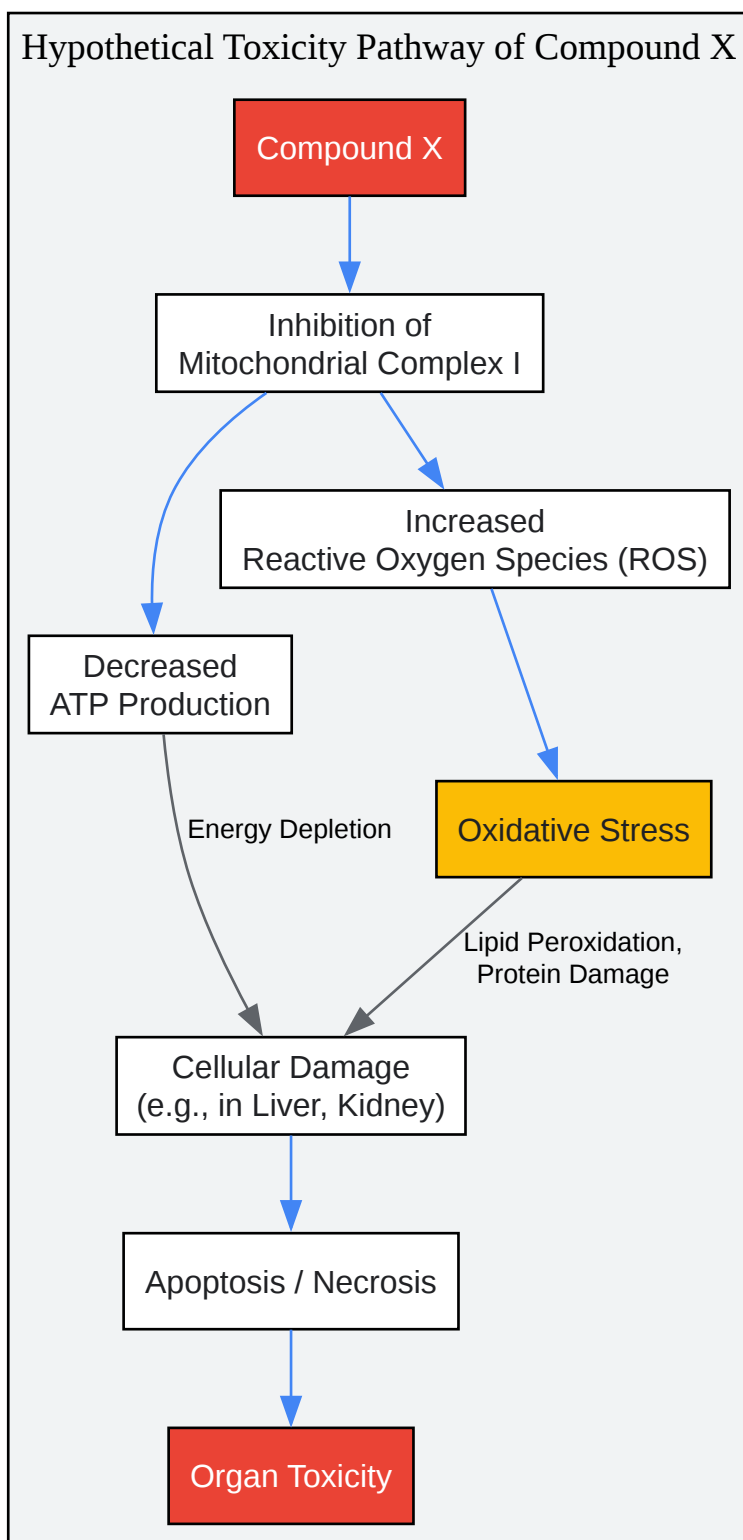 Hypothetical Toxicity Pathway of Compound X
Compound X
Inhibition of
Mitochondrial Complex I
Increased
Reactive Oxygen Species (ROS)
Decreased
ATP Production
Energy Depletion
Oxidative Stress
Lipid Peroxidation,
Protein Damage
Cellular Damage
(e.g., in Liver, Kidney)
Apoptosis / Necrosis
Organ Toxicity